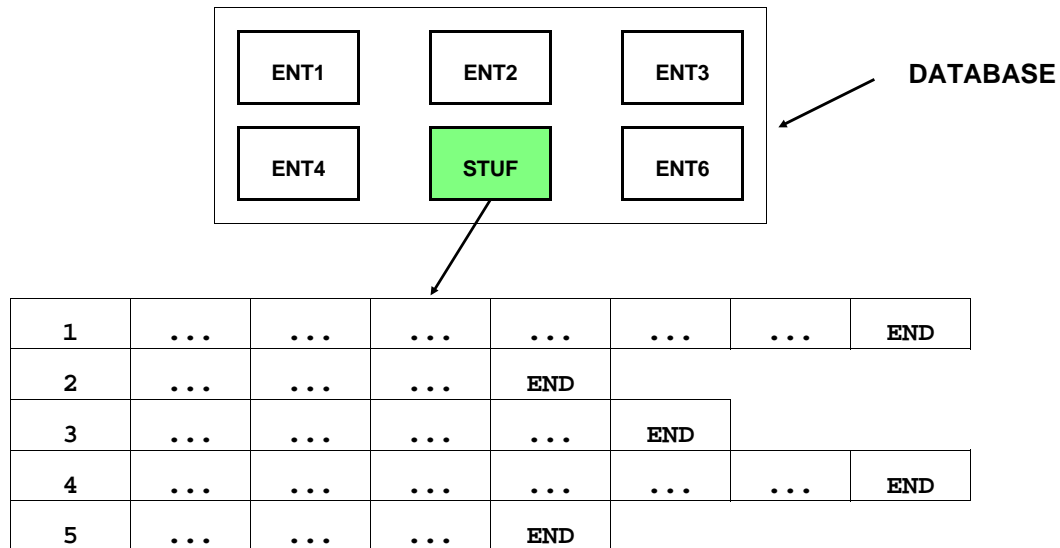 ENT1 ENT2 ENT3 DATABASE
ENT4 STUF ENT6
1 ... ... ... ... ... ... END
2 ... ... ... END
3 ... ... ... ... END
4 ... ... ... ... ... ... END
5 ... ... ... END